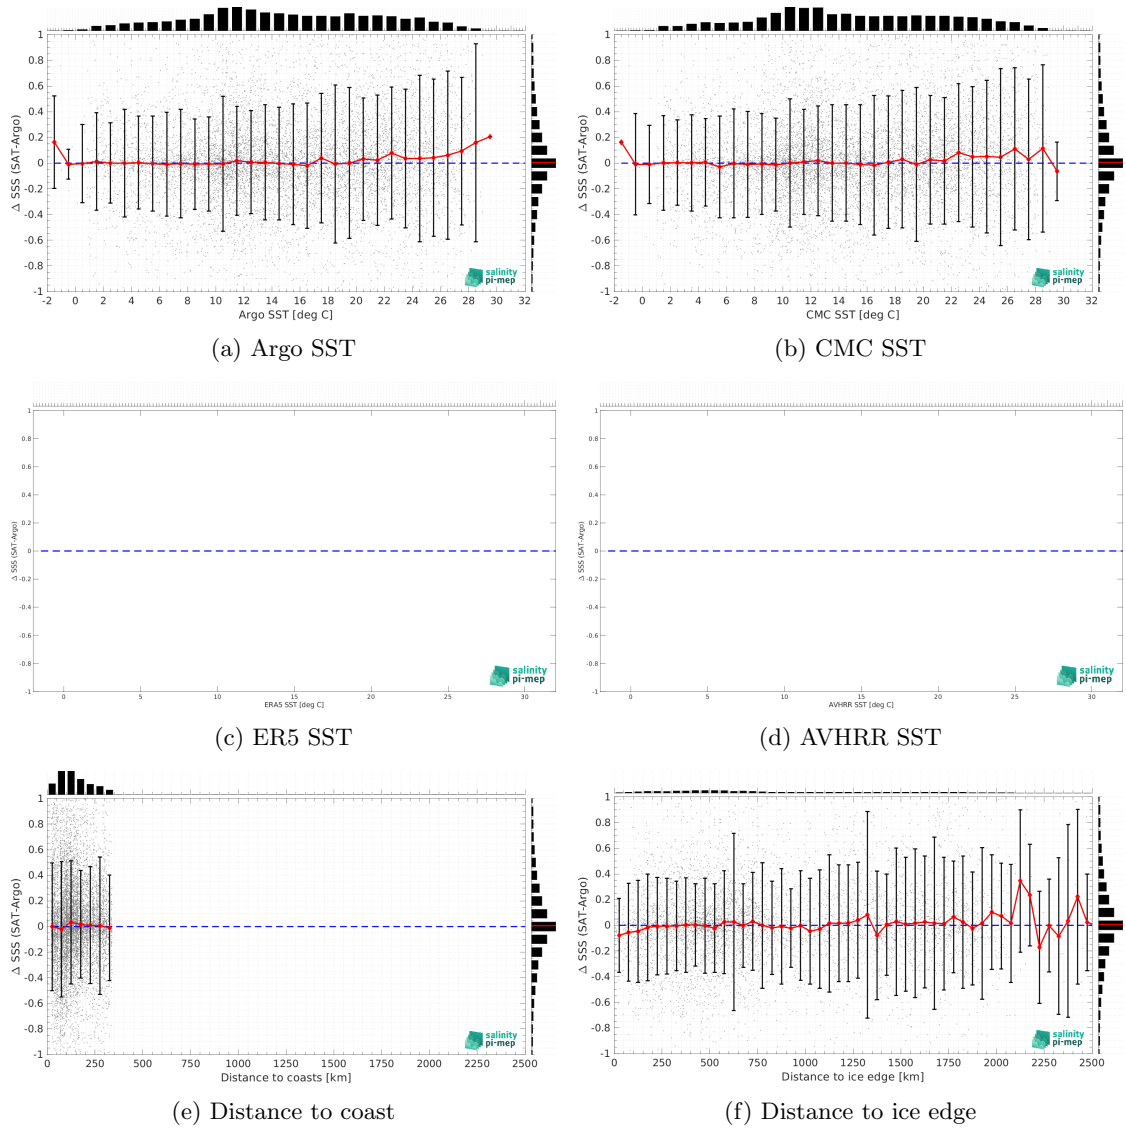 1
0.8
0.6
0.4
0.2
0
-0.2
-0.4
-0.6
-0.8
-1
Δ SSS (SAT-Argo)
salinity
pi-mep
-2 0 2 4 6 8 10 12 14 16 18 20 22 24 26 28 30 32
Argo SST [deg C]
(a) Argo SST
1
0.8
0.6
0.4
0.2
0
-0.2
-0.4
-0.6
-0.8
-1
Δ SSS (SAT-Argo)
salinity
pi-mep
-2 0 2 4 6 8 10 12 14 16 18 20 22 24 26 28 30 32
CMC SST [deg C]
(b) CMC SST
1
0.8
0.6
0.4
0.2
0
-0.2
-0.4
-0.6
-0.8
-1
Δ SSS (SAT-Argo)
salinity
pi-mep
0 5 10 15 20 25 30
ERA5 SST [deg C]
(c) ER5 SST
1
0.8
0.6
0.4
0.2
0
-0.2
-0.4
-0.6
-0.8
-1
Δ SSS (SAT-Argo)
salinity
pi-mep
0 5 10 15 20 25 30
AVHRR SST [deg C]
(d) AVHRR SST
1
0.8
0.6
0.4
0.2
0
-0.2
-0.4
-0.6
-0.8
-1
Δ SSS (SAT-Argo)
salinity
pi-mep
0 250 500 750 1000 1250 1500 1750 2000 2250 2500
Distance to coasts [km]
(e) Distance to coast
1
0.8
0.6
0.4
0.2
0
-0.2
-0.4
-0.6
-0.8
-1
Δ SSS (SAT-Argo)
salinity
pi-mep
0 250 500 750 1000 1250 1500 1750 2000 2250 2500
Distance to ice edge [km]
(f) Distance to ice edge